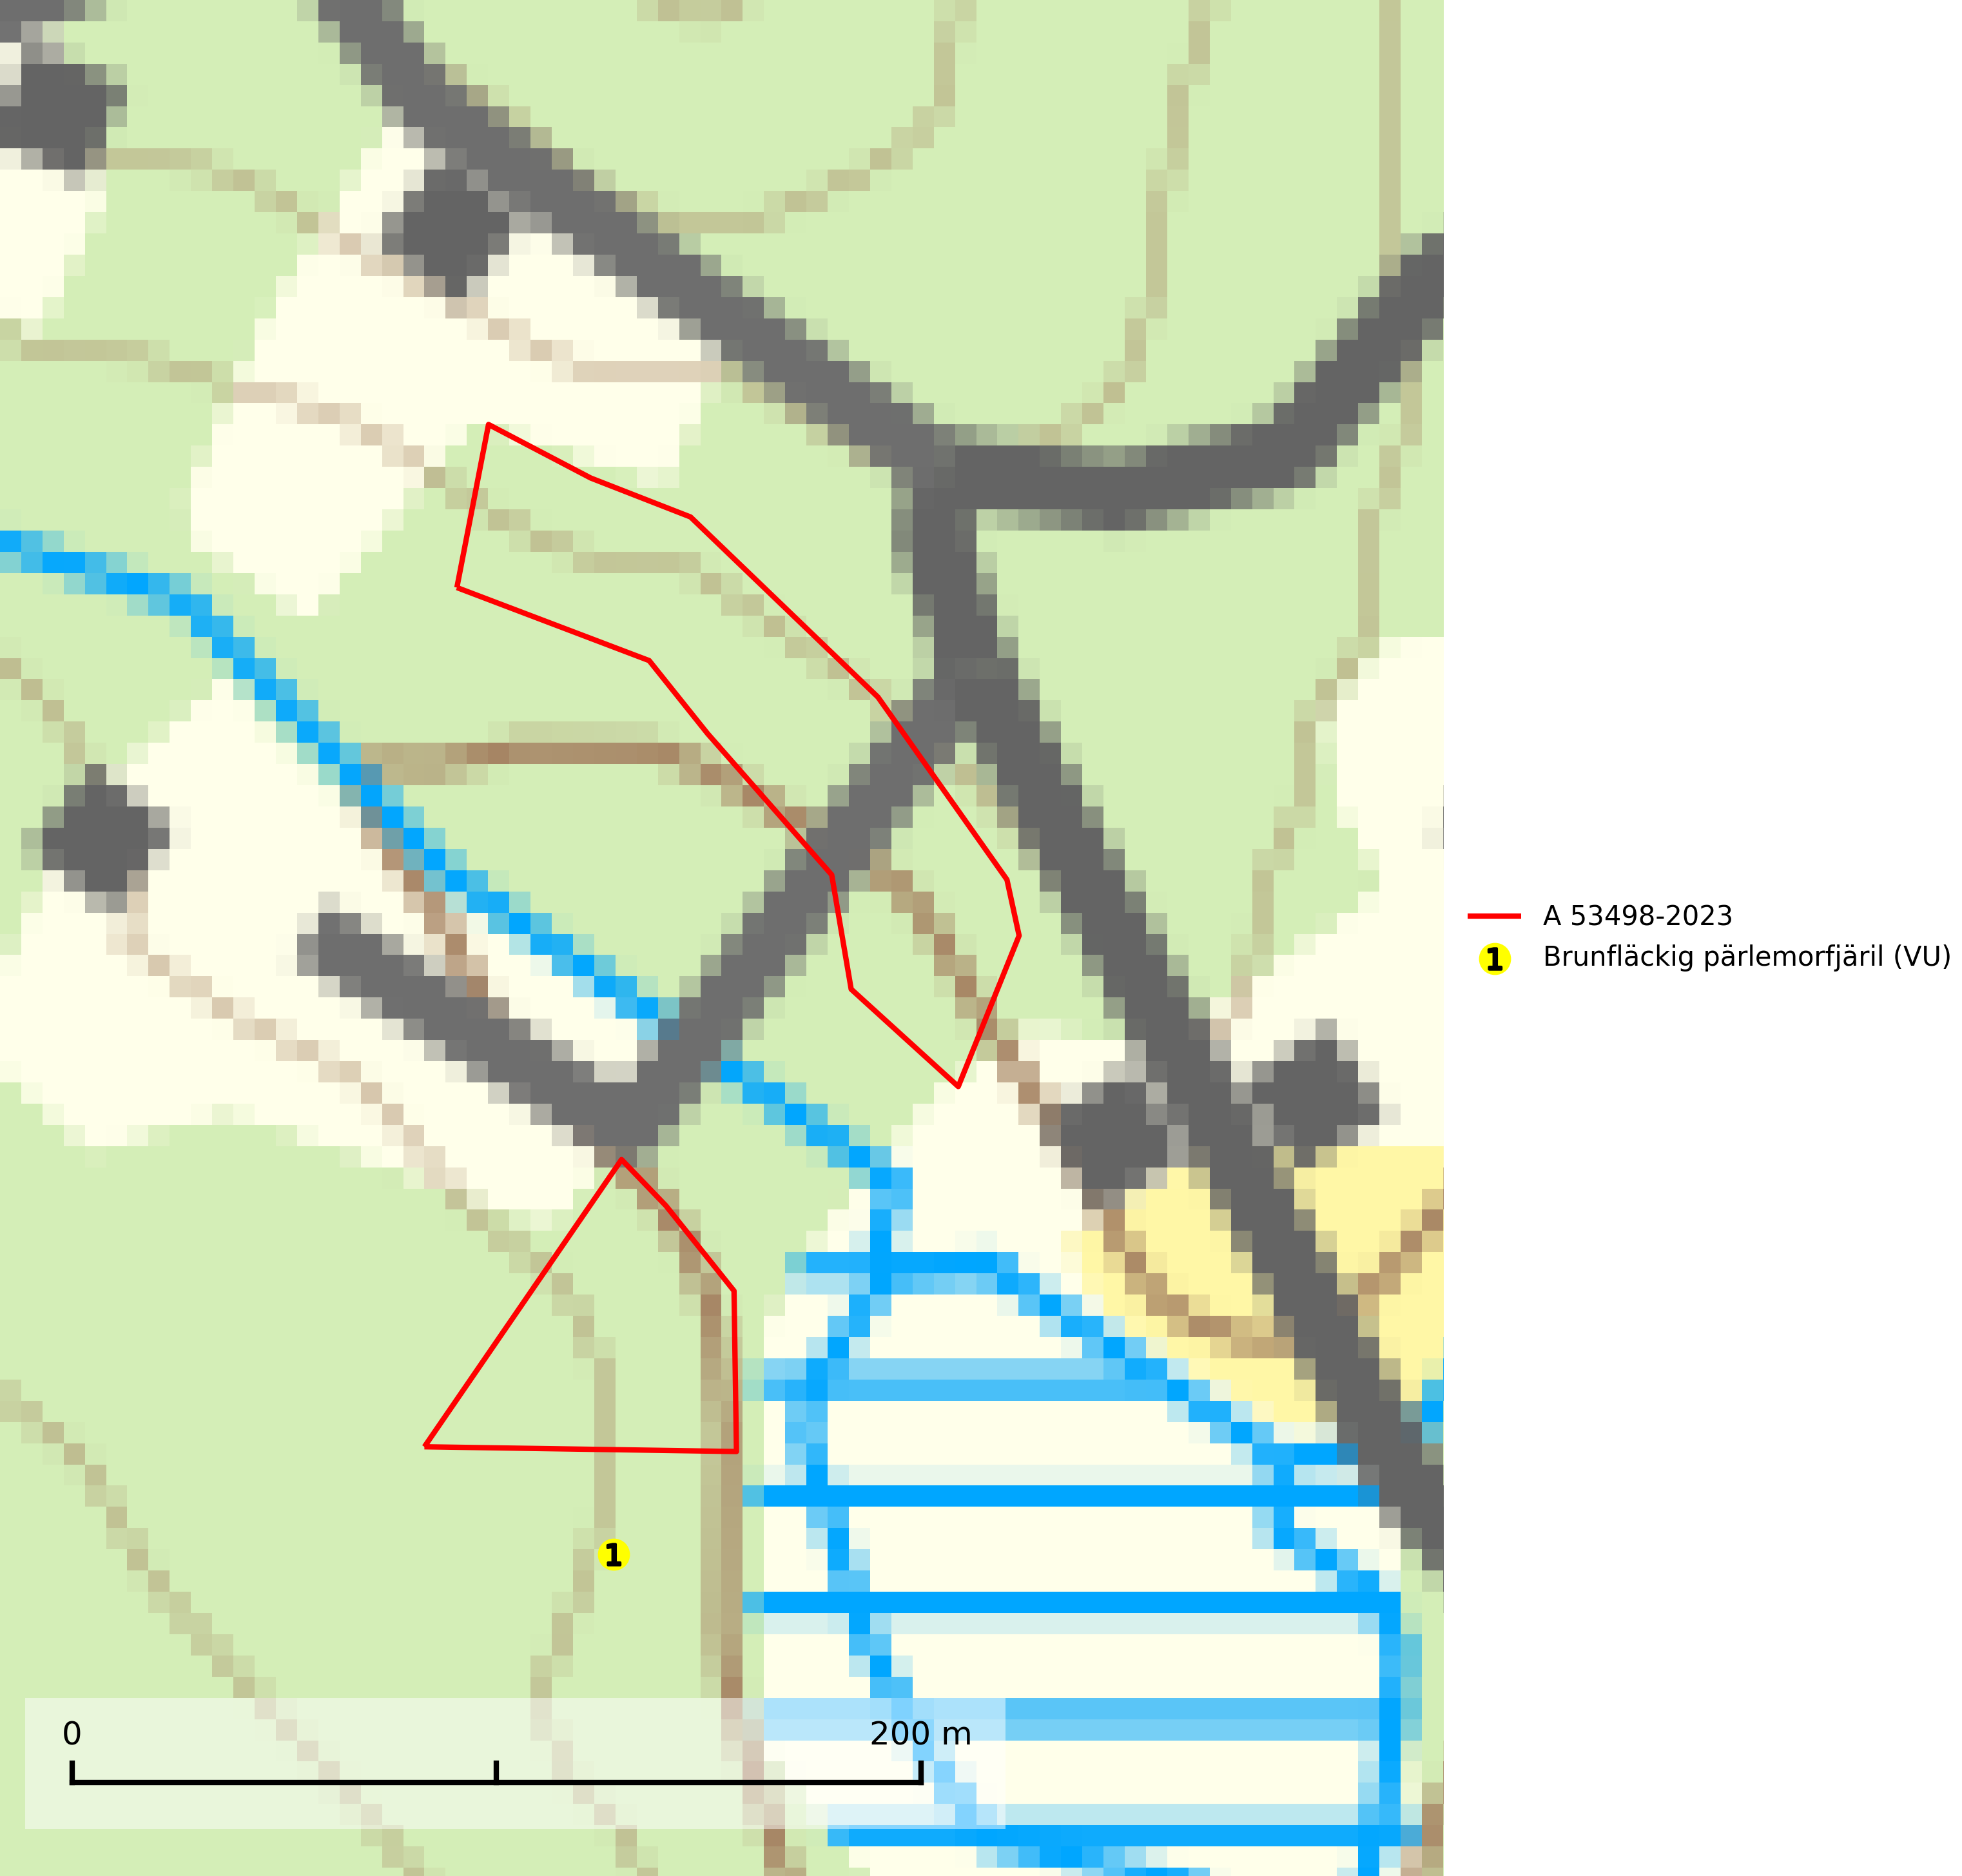 A 53498-2023
1 Brunfläckig pärlemorfjäril (VU)
1
0 200 m